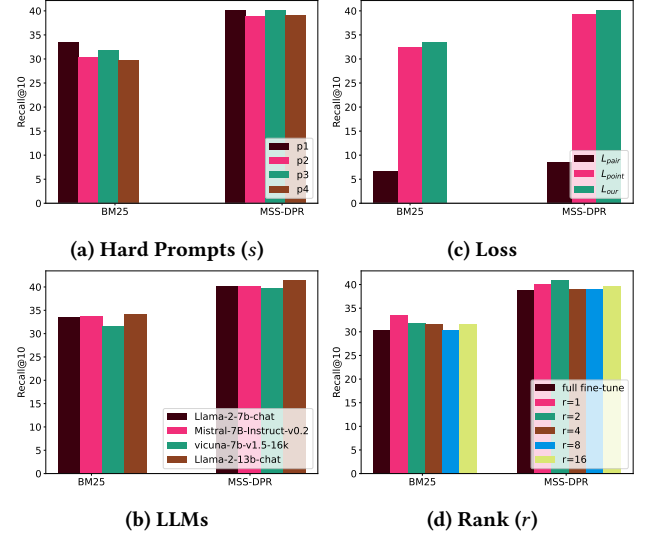 40
35
30
25
20
15
10
5
0
Recall@10
p1
p2
p3
p4
BM25
MSS-DPR
(a) Hard Prompts (s)
40
35
30
25
20
15
10
5
0
Recall@10
L_pair
L_point
L_our
BM25
MSS-DPR
(c) Loss
40
35
30
25
20
15
10
5
0
Recall@10
Llama-2-7b-chat
Mistral-7B-Instruct-v0.2
vicuna-7b-v1.5-16k
Llama-2-13b-chat
BM25
MSS-DPR
(b) LLMs
40
35
30
25
20
15
10
5
0
Recall@10
full fine-tune
r=1
r=2
r=4
r=8
r=16
BM25
MSS-DPR
(d) Rank (r)